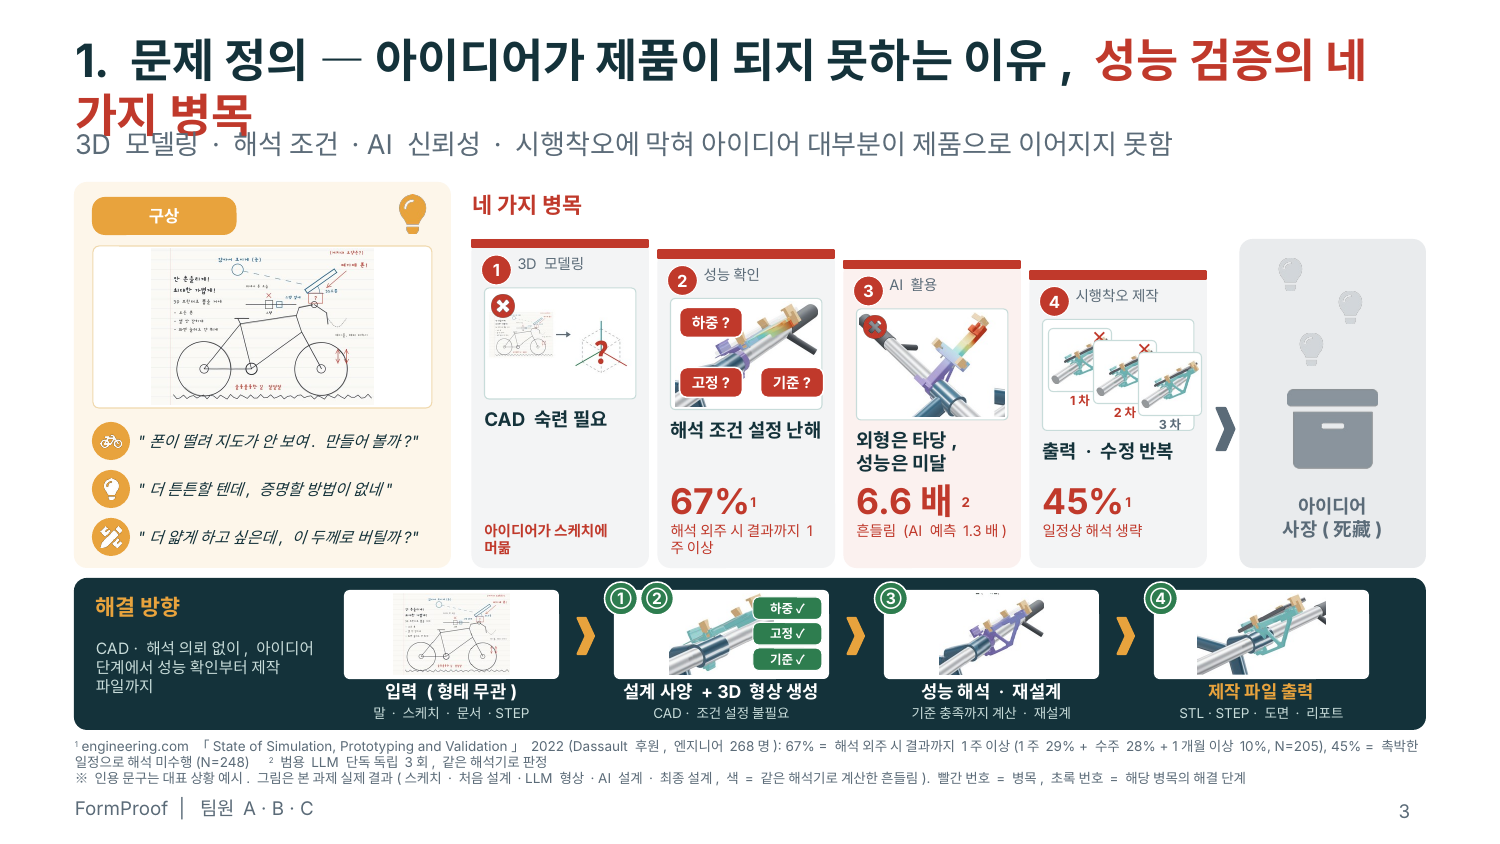 1. 문제 정의 — 아이디어가 제품이 되지 못하는 이유 , 성능 검증의 네
가지 병목
3D 모델링 · 해석 조건 · AI 신뢰성 · 시행착오에 막혀 아이디어 대부분이 제품으로 이어지지 못함
구상
안 흔들리게!
최대한 가볍게!
" 폰이 떨려 지도가 안 보여 . 만들어 볼까 ?"
" 더 튼튼할 텐데 , 증명할 방법이 없네 "
" 더 얇게 하고 싶은데 , 이 두께로 버틸까 ?"
네 가지 병목
1 3D 모델링
?
CAD 숙련 필요
아이디어가 스케치에
머묾
2 성능 확인
하중 ?
고정 ?
기준 ?
해석 조건 설정 난해
67%¹
해석 외주 시 결과까지 1
주 이상
3 AI 활용
외형은 타당 ,
성능은 미달
6.6 배 ²
흔들림 (AI 예측 1.3 배 )
4 시행착오 제작
1 차
2 차
3 차
출력 · 수정 반복
45%¹
일정상 해석 생략
아이디어
사장 ( 死藏 )
해결 방향
CAD · 해석 의뢰 없이 , 아이디어
단계에서 성능 확인부터 제작
파일까지
입력 ( 형태 무관 )
말 · 스케치 · 문서 · STEP
① ②
하중 ✓
고정 ✓
기준 ✓
설계 사양 + 3D 형상 생성
CAD · 조건 설정 불필요
③
성능 해석 · 재설계
기준 충족까지 계산 · 재설계
④
제작 파일 출력
STL · STEP · 도면 · 리포트
¹ engineering.com 「 State of Simulation, Prototyping and Validation 」 2022 (Dassault 후원 , 엔지니어 268 명 ): 67% = 해석 외주 시 결과까지 1 주 이상 (1 주 29% + 수주 28% + 1 개월 이상 10%, N=205), 45% = 촉박한
일정으로 해석 미수행 (N=248) ² 범용 LLM 단독 독립 3 회 , 같은 해석기로 판정
※ 인용 문구는 대표 상황 예시 . 그림은 본 과제 실제 결과 ( 스케치 · 처음 설계 · LLM 형상 · AI 설계 · 최종 설계 , 색 = 같은 해석기로 계산한 흔들림 ). 빨간 번호 = 병목 , 초록 번호 = 해당 병목의 해결 단계
FormProof | 팀원 A · B · C
3